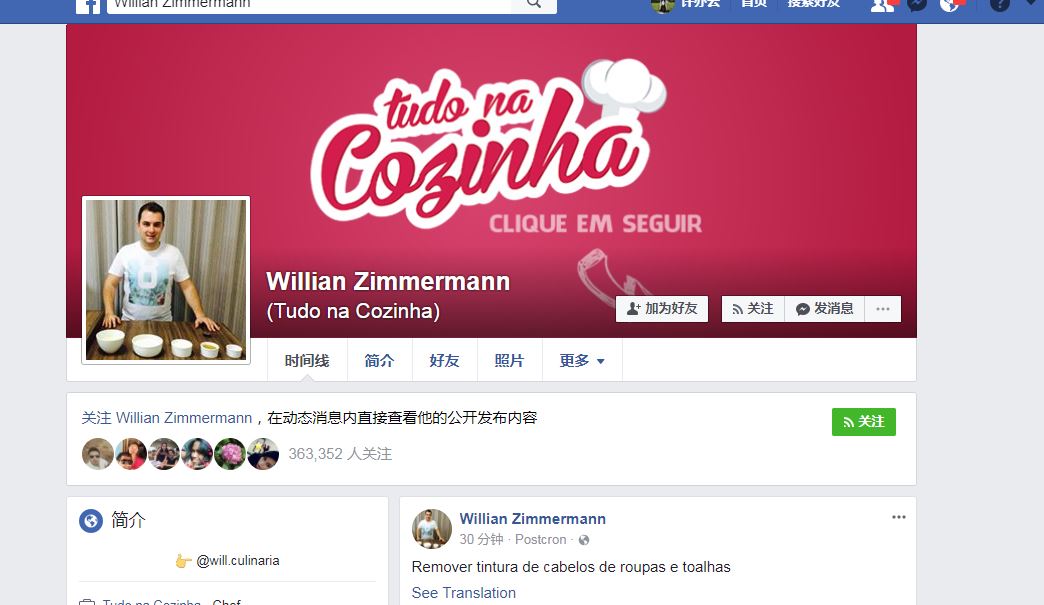 Willian Zimmermann
首页
搜索好友
tudo na
Cozinha
CLIQUE EM SEGUIR
Willian Zimmermann
(Tudo na Cozinha)
加为好友 关注 发消息 ...
时间线 简介 好友 照片 更多
关注 Willian Zimmermann，在动态消息内直接查看他的公开发布内容
关注
363,352 人关注
简介
@will.culinaria
Tudo na Cozinha Chef
Willian Zimmermann
30 分钟 · Postcron ·
Remover tintura de cabelos de roupas e toalhas
See Translation